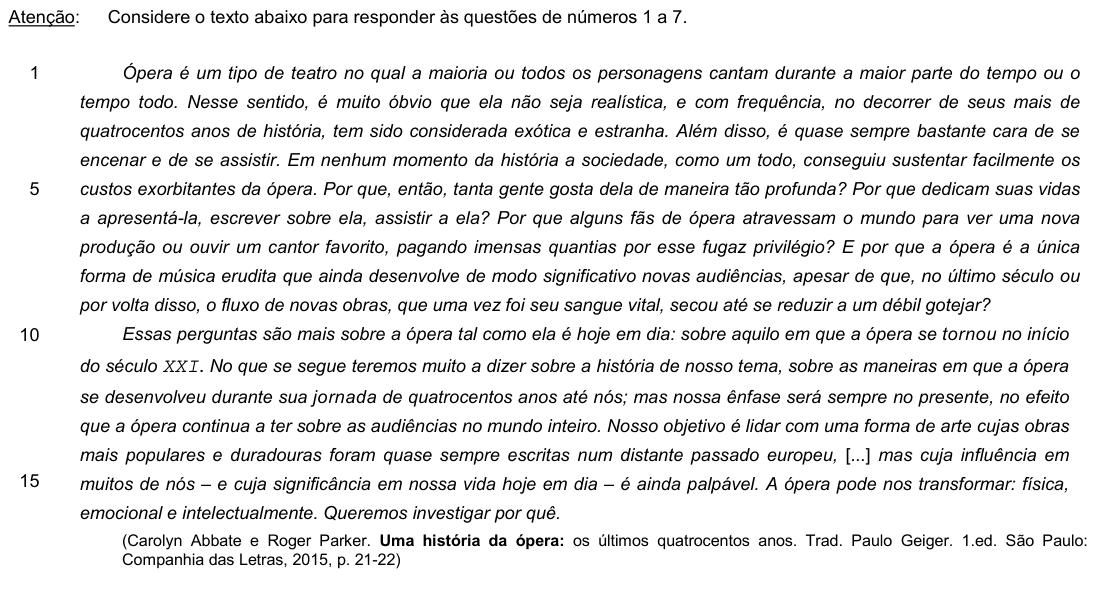 Atenção: Considere o texto abaixo para responder às questões de números 1 a 7.
1 Ópera é um tipo de teatro no qual a maioria ou todos os personagens cantam durante a maior parte do tempo ou o
tempo todo. Nesse sentido, é muito óbvio que ela não seja realística, e com frequência, no decorrer de seus mais de
quatrocentos anos de história, tem sido considerada exótica e estranha. Além disso, é quase sempre bastante cara de se
encenar e de se assistir. Em nenhum momento da história a sociedade, como um todo, conseguiu sustentar facilmente os
5 custos exorbitantes da ópera. Por que, então, tanta gente gosta dela de maneira tão profunda? Por que dedicam suas vidas
a apresentá-la, escrever sobre ela, assistir a ela? Por que alguns fãs de ópera atravessam o mundo para ver uma nova
produção ou ouvir um cantor favorito, pagando imensas quantias por esse fugaz privilégio? E por que a ópera é a única
forma de música erudita que ainda desenvolve de modo significativo novas audiências, apesar de que, no último século ou
por volta disso, o fluxo de novas obras, que uma vez foi seu sangue vital, secou até se reduzir a um débil gotejar?
10 Essas perguntas são mais sobre a ópera tal como ela é hoje em dia: sobre aquilo em que a ópera se tornou no início
do século XXI. No que se segue teremos muito a dizer sobre a história de nosso tema, sobre as maneiras em que a ópera
se desenvolveu durante sua jornada de quatrocentos anos até nós; mas nossa ênfase será sempre no presente, no efeito
que a ópera continua a ter sobre as audiências no mundo inteiro. Nosso objetivo é lidar com uma forma de arte cujas obras
mais populares e duradouras foram quase sempre escritas num distante passado europeu, [...] mas cuja influência em
15 muitos de nós – e cuja significância em nossa vida hoje em dia – é ainda palpável. A ópera pode nos transformar: física,
emocional e intelectualmente. Queremos investigar por quê.
(Carolyn Abbate e Roger Parker. Uma história da ópera: os últimos quatrocentos anos. Trad. Paulo Geiger. 1.ed. São Paulo:
Companhia das Letras, 2015, p. 21-22)